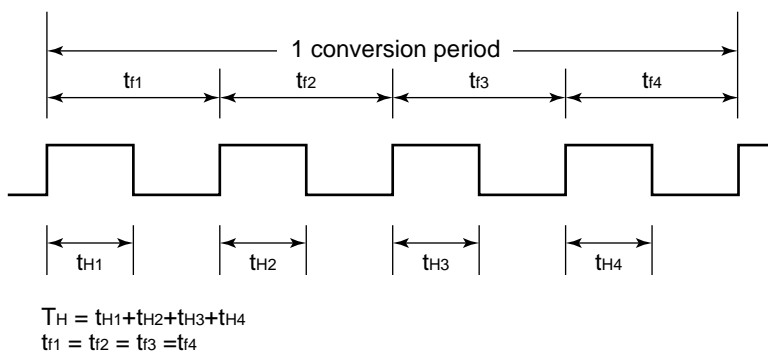 1 conversion period
tf1 tf2 tf3 tf4
tH1 tH2 tH3 tH4
TH = tH1+tH2+tH3+tH4
tf1 = tf2 = tf3 =tf4